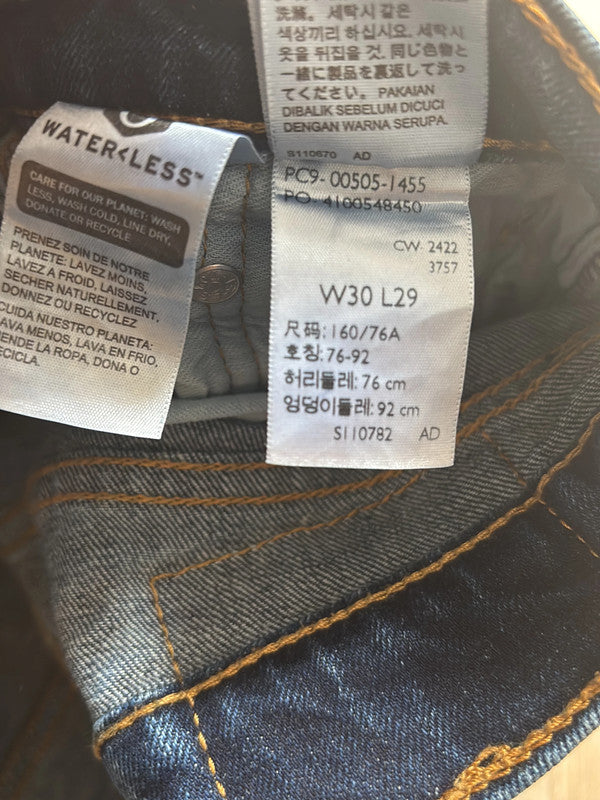 WATER<LESS™
CARE FOR OUR PLANET: WASH
LESS, WASH COLD, LINE DRY,
DONATE OR RECYCLE
PRENEZ SOIN DE NOTRE
PLANETE: LAVEZ MOINS,
LAVEZ A FROID, LAISSEZ
SECHER NATURELLEMENT,
DONNEZ OU RECYCLEZ
CUIDA NUESTRO PLANETA:
LAVA MENOS, LAVA EN FRIO,
ENDE LA ROPA, DONA O
RECICLA.
洗滌. 세탁시 같은
색상끼리 하십시오. 세탁시
옷을 뒤집을 것. 同じ色物と
一緒に製品を裏返して洗っ
てください. PAKAIAN
DIBALIK SEBELUM DICUCI
DENGAN WARNA SERUPA.
S110670 AD
PC9- 00505-1455
PO- 4100548450
CW: 2422
3757
W30 L29
尺码: 160/76A
호칭: 76-92
허리둘레: 76 cm
엉덩이둘레: 92 cm
S110782 AD